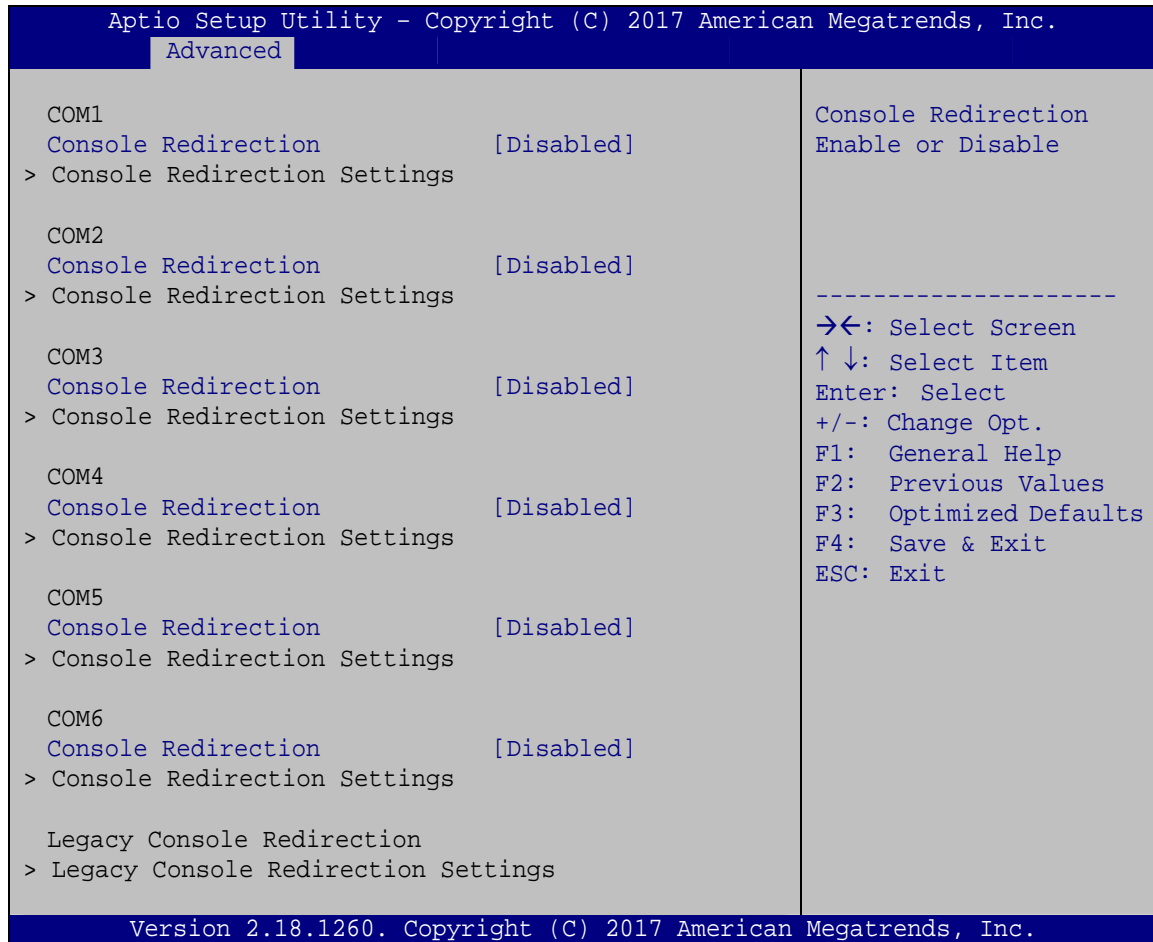 Aptio Setup Utility – Copyright (C) 2017 American Megatrends, Inc.
Advanced
COM1
Console Redirection [Disabled]
> Console Redirection Settings
COM2
Console Redirection [Disabled]
> Console Redirection Settings
COM3
Console Redirection [Disabled]
> Console Redirection Settings
COM4
Console Redirection [Disabled]
> Console Redirection Settings
COM5
Console Redirection [Disabled]
> Console Redirection Settings
COM6
Console Redirection [Disabled]
> Console Redirection Settings
Legacy Console Redirection
> Legacy Console Redirection Settings
Console Redirection
Enable or Disable
---------------------
→←: Select Screen
↑ ↓: Select Item
Enter: Select
+/-: Change Opt.
F1: General Help
F2: Previous Values
F3: Optimized Defaults
F4: Save & Exit
ESC: Exit
Version 2.18.1260. Copyright (C) 2017 American Megatrends, Inc.